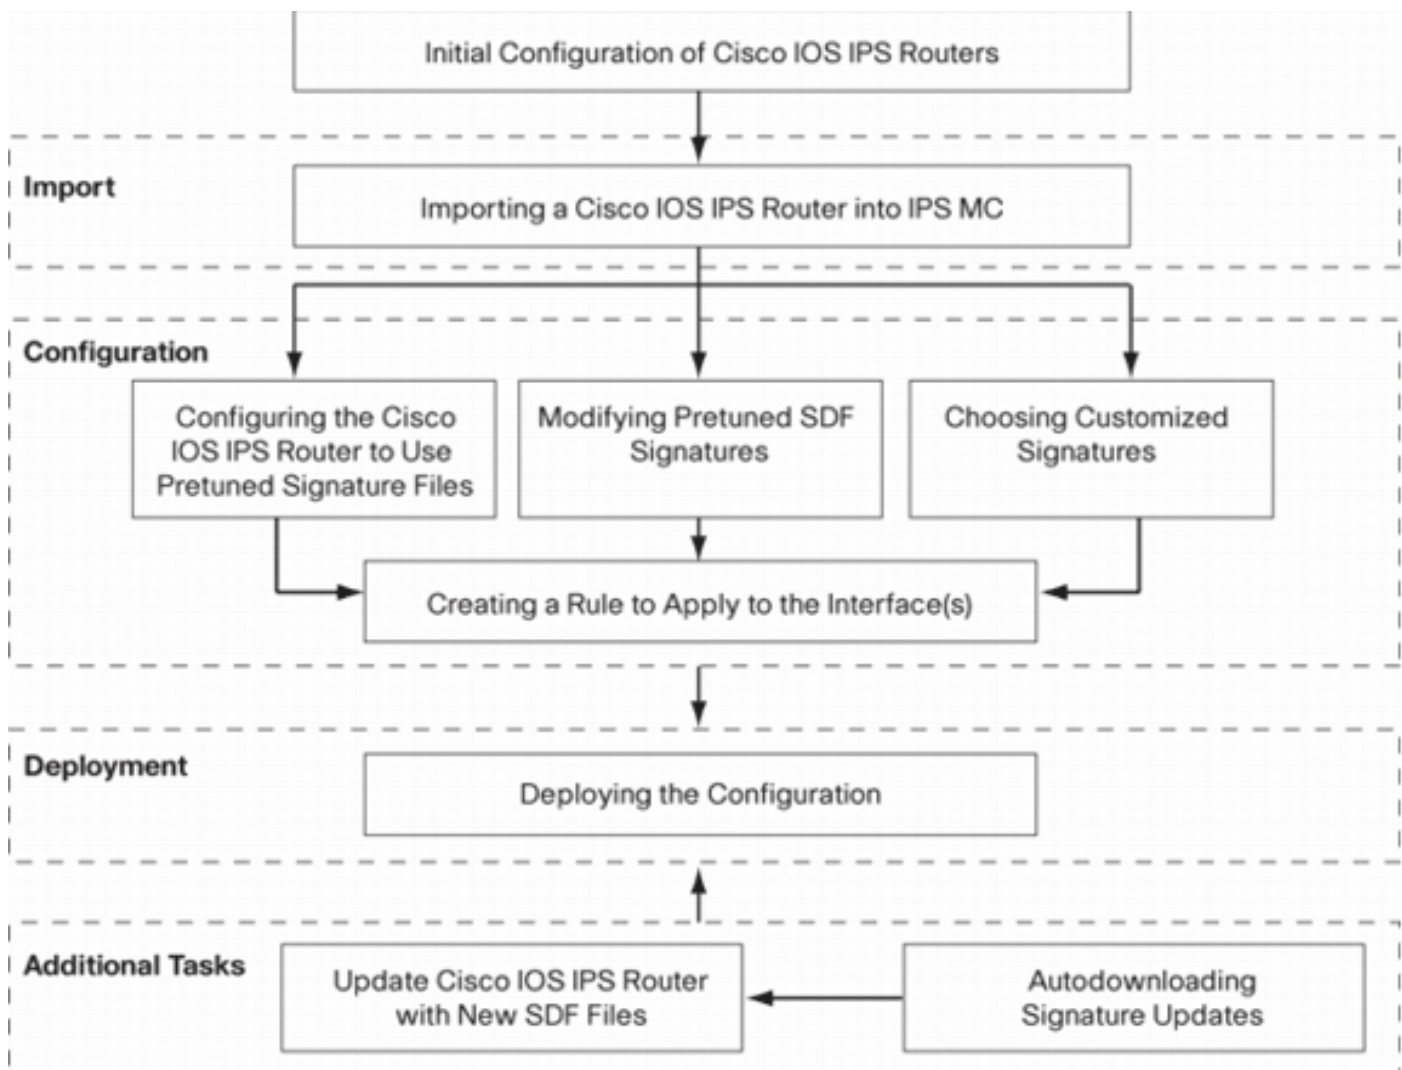 Initial Configuration of Cisco IOS IPS Routers
Import
Importing a Cisco IOS IPS Router into IPS MC
Configuration
Configuring the Cisco
IOS IPS Router to Use
Pretuned Signature Files
Modifying Pretuned SDF
Signatures
Choosing Customized
Signatures
Creating a Rule to Apply to the Interface(s)
Deployment
Deploying the Configuration
Additional Tasks
Update Cisco IOS IPS Router
with New SDF Files
Autodownloading
Signature Updates